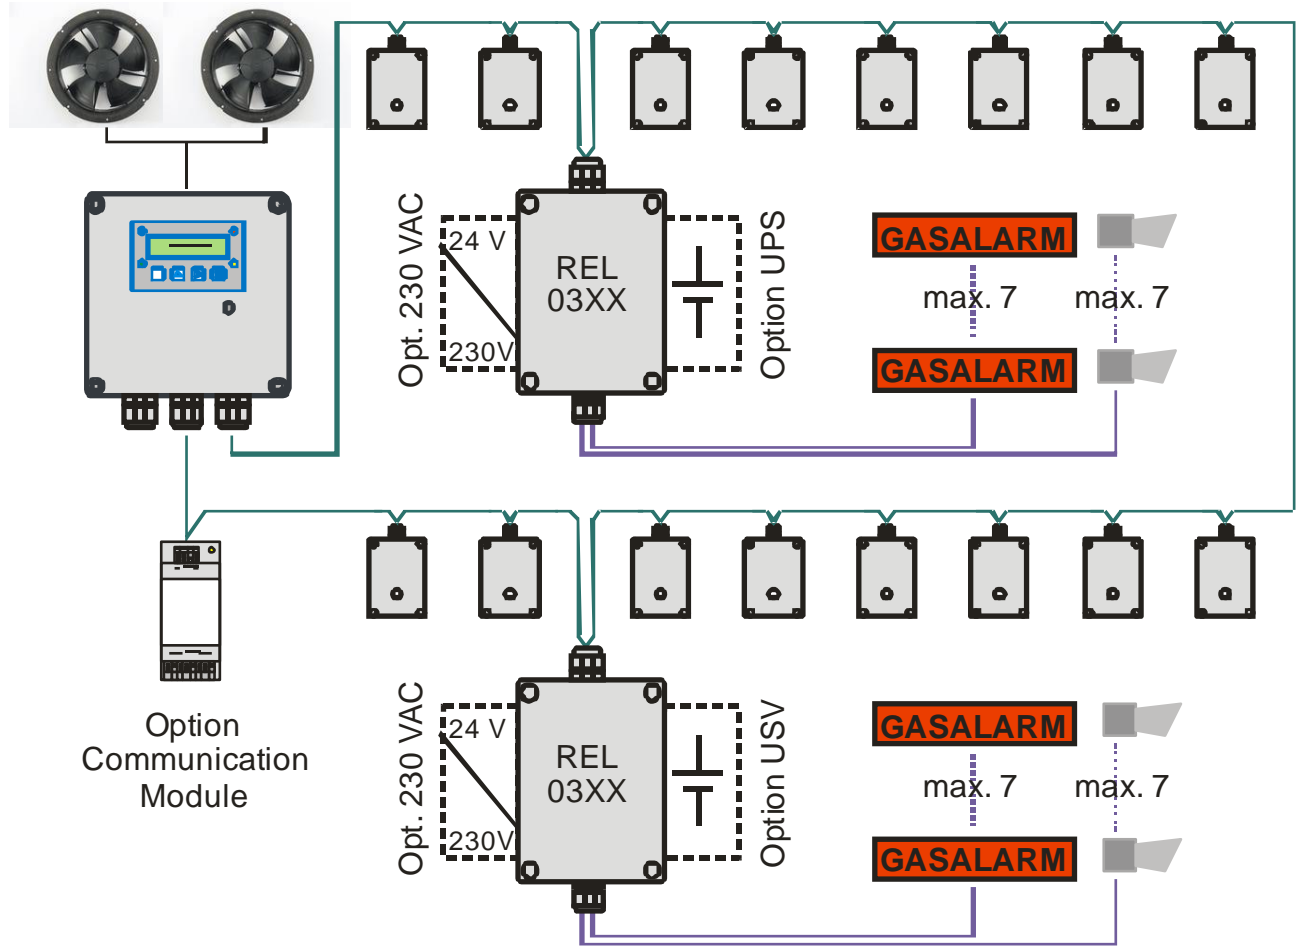 Opt. 230 VAC
24 V
230V
REL
03XX
Option UPS
GASALARM
max. 7
max. 7
GASALARM
Option
Communication
Module
Opt. 230 VAC
24 V
230V
REL
03XX
Option USV
GASALARM
max. 7
max. 7
GASALARM